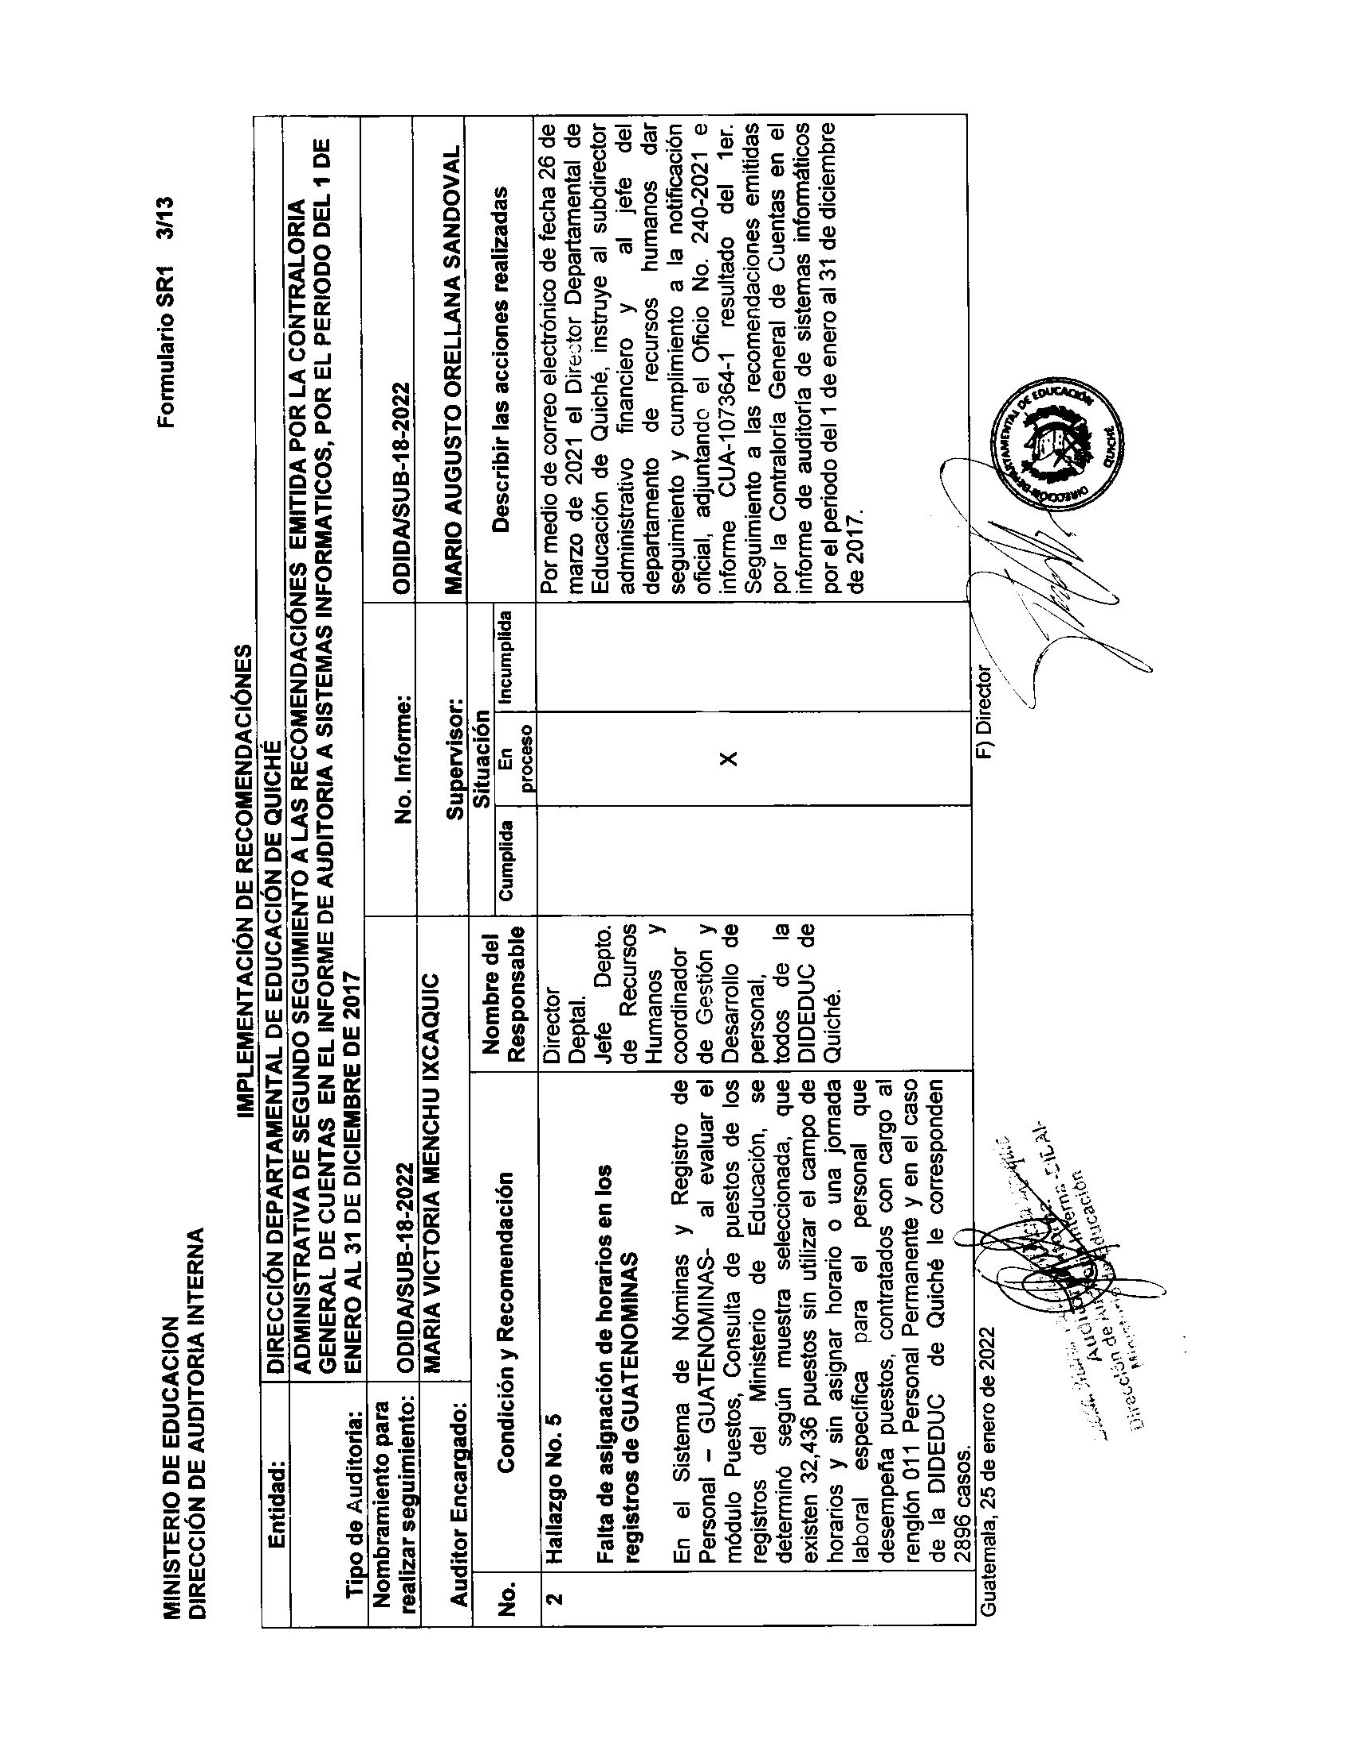 MINISTERIO DE EDUCACION
DIRECCIÓN DE AUDITORIA INTERNA
Formulario SR1 3/13
IMPLEMENTACIÓN DE RECOMENDACIÓNES
Entidad: DIRECCIÓN DEPARTAMENTAL DE EDUCACIÓN DE QUICHÉ
Tipo de Auditoria:
ADMINISTRATIVA DE SEGUNDO SEGUIMIENTO A LAS RECOMENDACIÓNES EMITIDA POR LA CONTRALORIA
GENERAL DE CUENTAS EN EL INFORME DE AUDITORIA A SISTEMAS INFORMATICOS, POR EL PERIODO DEL 1 DE
ENERO AL 31 DE DICIEMBRE DE 2017
Nombramiento para
realizar seguimiento:
ODIDA/SUB-18-2022
No. Informe:
ODIDA/SUB-18-2022
Auditor Encargado:
MARIA VICTORIA MENCHU IXCAQUIC
Supervisor:
MARIO AUGUSTO ORELLANA SANDOVAL
No.
Condición y Recomendación
Nombre del
Responsable
Situación
Cumplida
En
proceso
Incumplida
Describir las acciones realizadas
2
Hallazgo No. 5
Falta de asignación de horarios en los
registros de GUATENOMINAS
En el Sistema de Nóminas y Registro de
Personal – GUATENOMINAS- al evaluar el
módulo Puestos, Consulta de puestos de los
registros del Ministerio de Educación, se
determinó según muestra seleccionada, que
existen 32,436 puestos sin utilizar el campo de
horarios y sin asignar horario o una jornada
laboral específica para el personal que
desempeña puestos, contratados con cargo al
renglón 011 Personal Permanente y en el caso
de la DIDEDUC de Quiché le corresponden
2896 casos.
Director
Deptal.
Jefe Depto.
de Recursos
Humanos y
coordinador
de Gestión y
Desarrollo de
personal,
todos de la
DIDEDUC de
Quiché.
X
Por medio de correo electrónico de fecha 26 de
marzo de 2021 el Director Departamental de
Educación de Quiché, instruye al subdirector
administrativo financiero y al jefe del
departamento de recursos humanos dar
seguimiento y cumplimiento a la notificación
oficial, adjuntando el Oficio No. 240-2021 e
informe CUA-107364-1 resultado del 1er.
Seguimiento a las recomendaciones emitidas
por la Contraloría General de Cuentas en el
informe de auditoría de sistemas informáticos
por el periodo del 1 de enero al 31 de diciembre
de 2017.
Guatemala, 25 de enero de 2022
F) Director
DIRECCIÓN DEPARTAMENTAL DE EDUCACIÓN
QUICHÉ